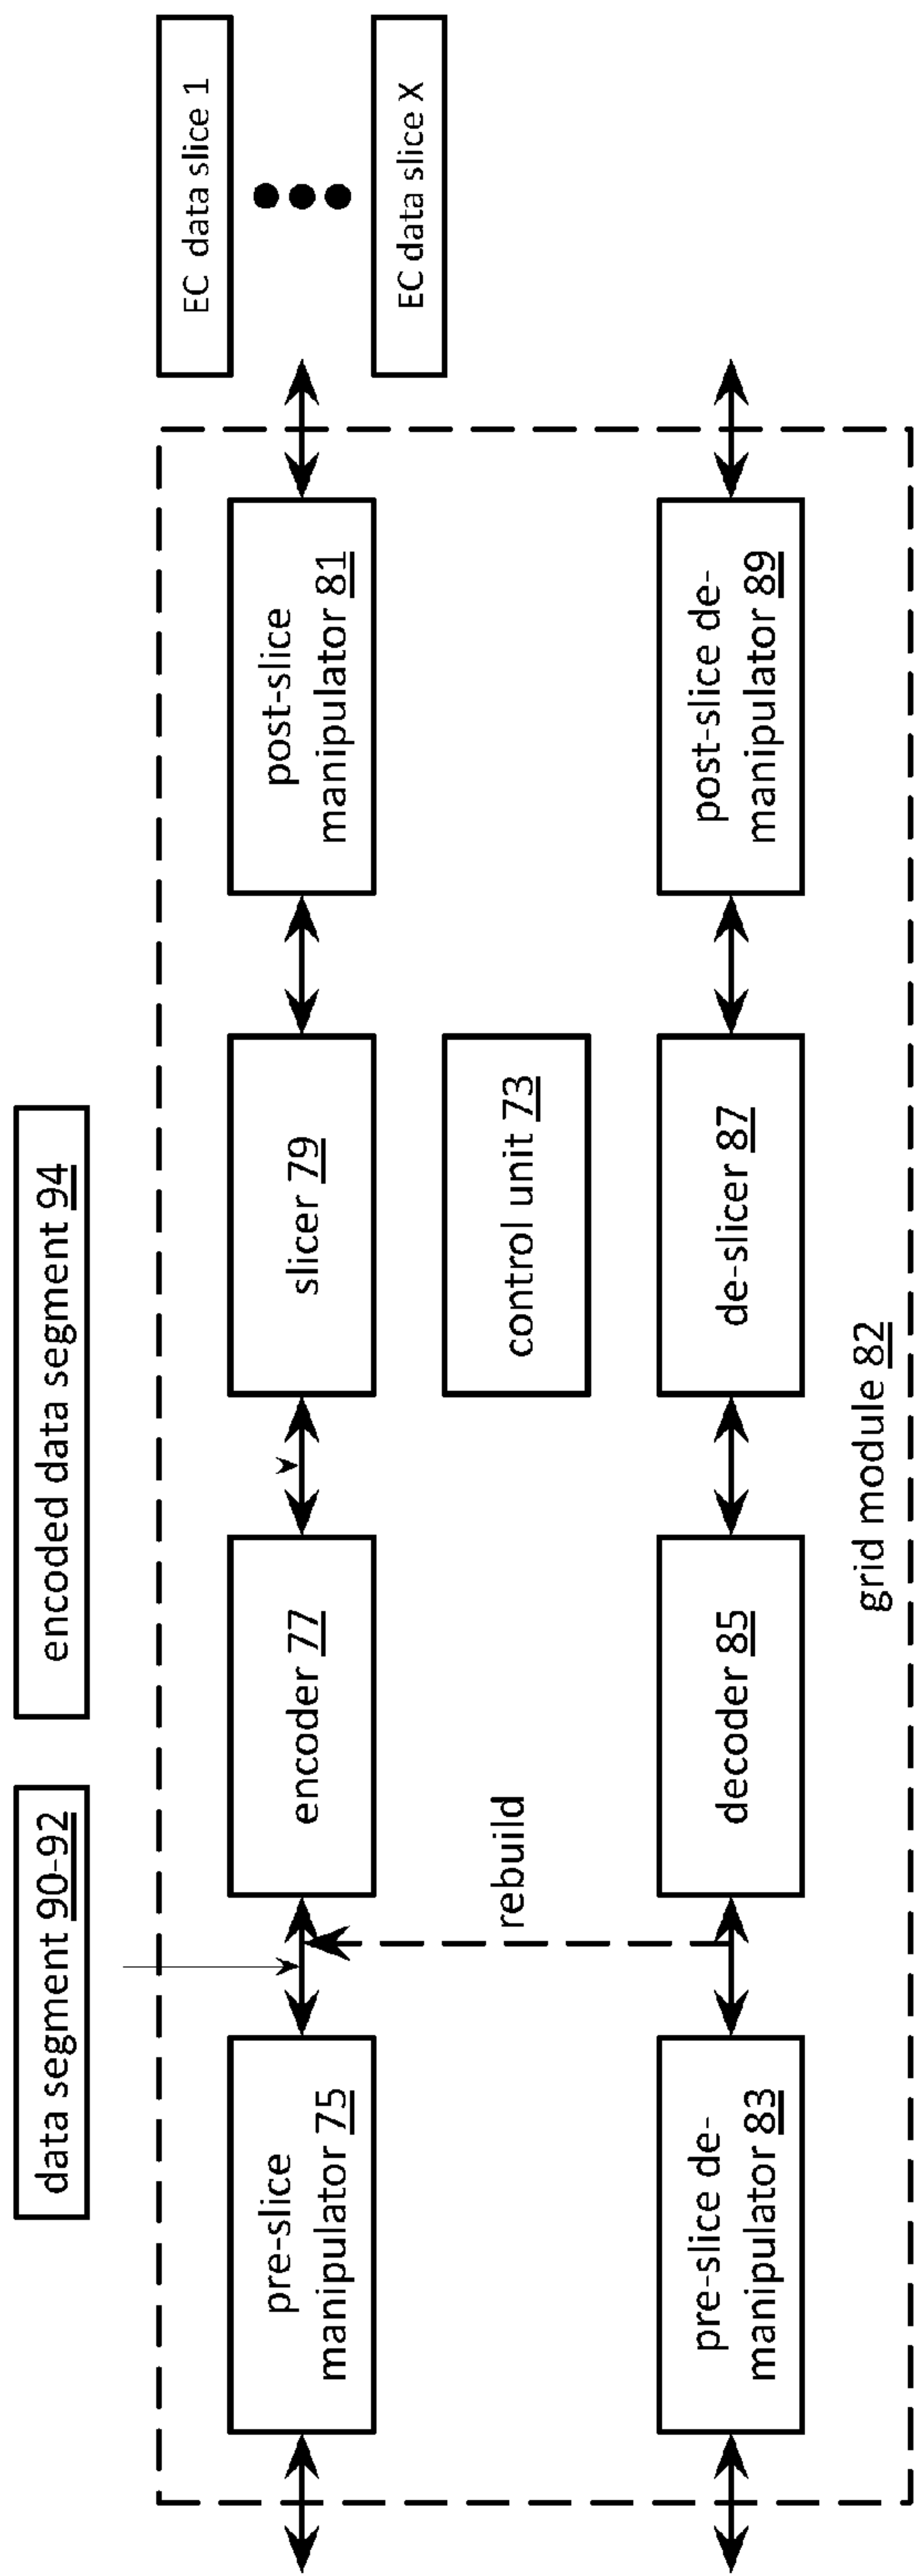 data segment 90-92
encoded data segment 94
EC data slice 1
EC data slice X
pre-slice
manipulator 75
encoder 77
slicer 79
post-slice
manipulator 81
rebuild
control unit 73
pre-slice de-
manipulator 83
decoder 85
de-slicer 87
post-slice de-
manipulator 89
grid module 82